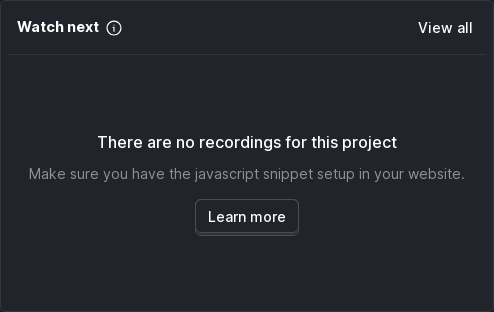 Watch next
View all
There are no recordings for this project
Make sure you have the javascript snippet setup in your website.
Learn more